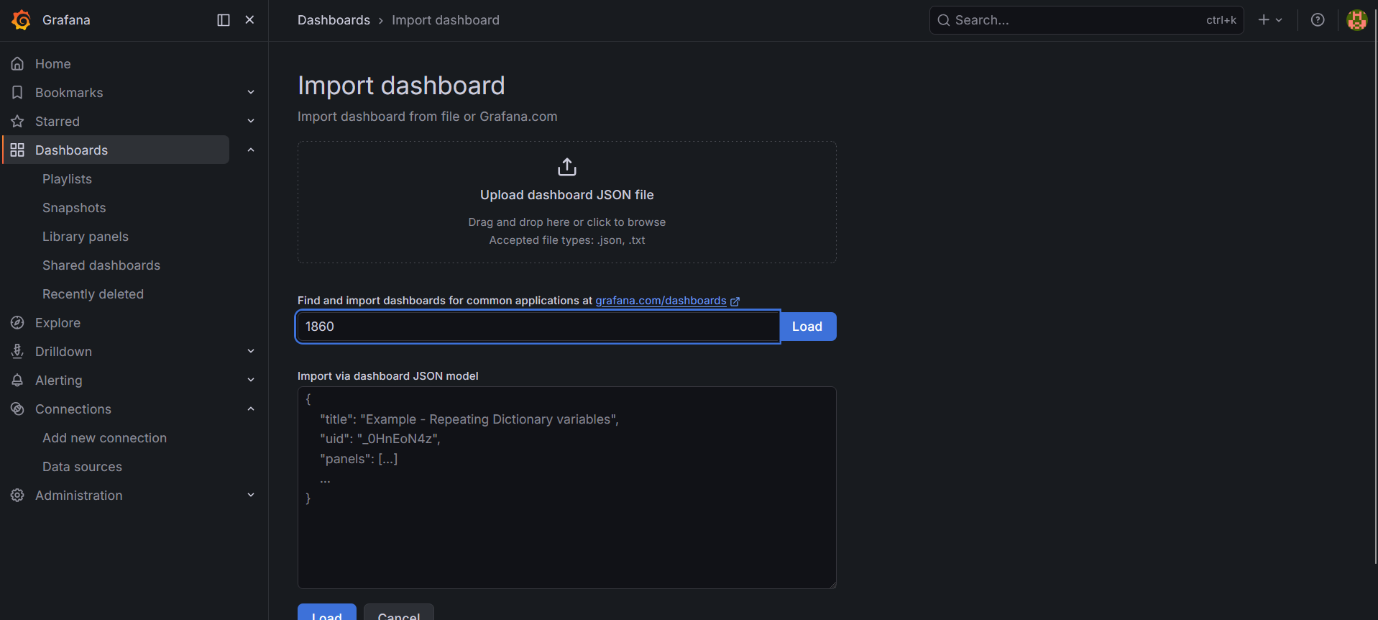 Grafana
Dashboards › Import dashboard
Search...
ctrl+k
Home
Bookmarks
Starred
Dashboards
Playlists
Snapshots
Library panels
Shared dashboards
Recently deleted
Explore
Drilldown
Alerting
Connections
Add new connection
Data sources
Administration
Import dashboard
Import dashboard from file or Grafana.com
Upload dashboard JSON file
Drag and drop here or click to browse
Accepted file types: .json, .txt
Find and import dashboards for common applications at grafana.com/dashboards
1860
Load
Import via dashboard JSON model
{
"title": "Example - Repeating Dictionary variables",
"uid": "_0HnEoN4z",
"panels": [...]
...
}
Load
Cancel